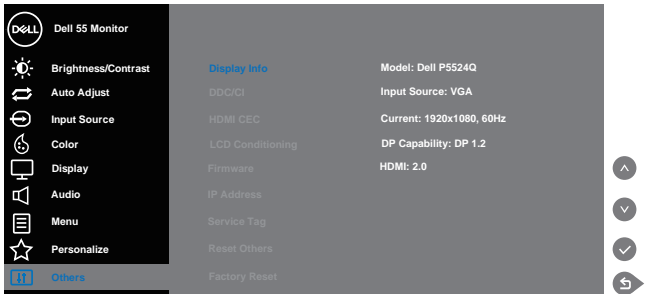 DELL
Dell 55 Monitor
Brightness/Contrast
Auto Adjust
Input Source
Color
Display
Audio
Menu
Personalize
Others
Display Info
DDC/CI
HDMI CEC
LCD Conditioning
Firmware
IP Address
Service Tag
Reset Others
Factory Reset
Model: Dell P5524Q
Input Source: VGA
Current: 1920x1080, 60Hz
DP Capability: DP 1.2
HDMI: 2.0